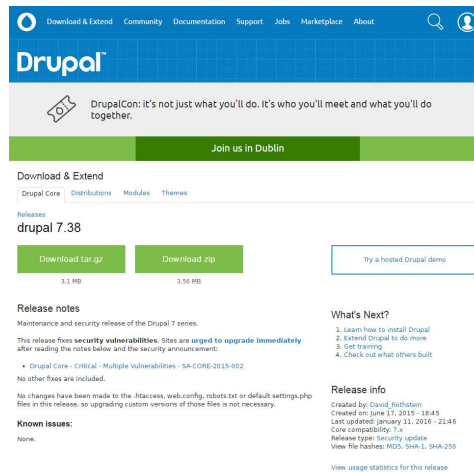 Download & Extend Community Documentation Support Jobs Marketplace About
Drupal™
DrupalCon: it's not just what you'll do. It's who you'll meet and what you'll do
together.
Join us in Dublin
Download & Extend
Drupal Core Distributions Modules Themes
Releases
drupal 7.38
Download tar.gz Download zip
3.1 MB 3.56 MB
Try a hosted Drupal demo
Release notes
Maintenance and security release of the Drupal 7 series.
This release fixes security vulnerabilities. Sites are urged to upgrade immediately
after reading the notes below and the security announcement:
• Drupal Core - Critical - Multiple Vulnerabilities - SA-CORE-2015-002
No other fixes are included.
No changes have been made to the .htaccess, web.config, robots.txt or default settings.php
files in this release, so upgrading custom versions of those files is not necessary.
Known issues:
None.
What's Next?
1. Learn how to install Drupal
2. Extend Drupal to do more
3. Get training
4. Check out what others built
Release info
Created by: David_Rothstein
Created on: June 17, 2015 - 18:45
Last updated: January 11, 2016 - 21:46
Core compatibility: 7.x
Release type: Security update
View file hashes: MD5, SHA-1, SHA-256
View usage statistics for this release